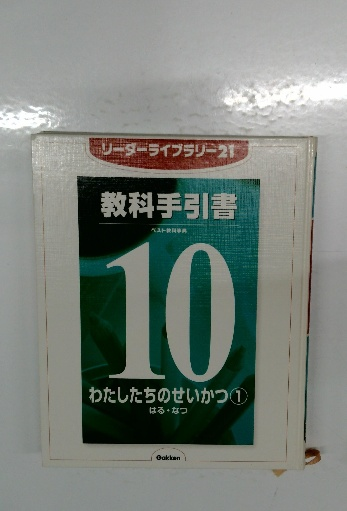 リーダーライブラリー21
教科手引書
ベスト教科事典
10
わたしたちのせいかつ①
はる・なつ
Gakken